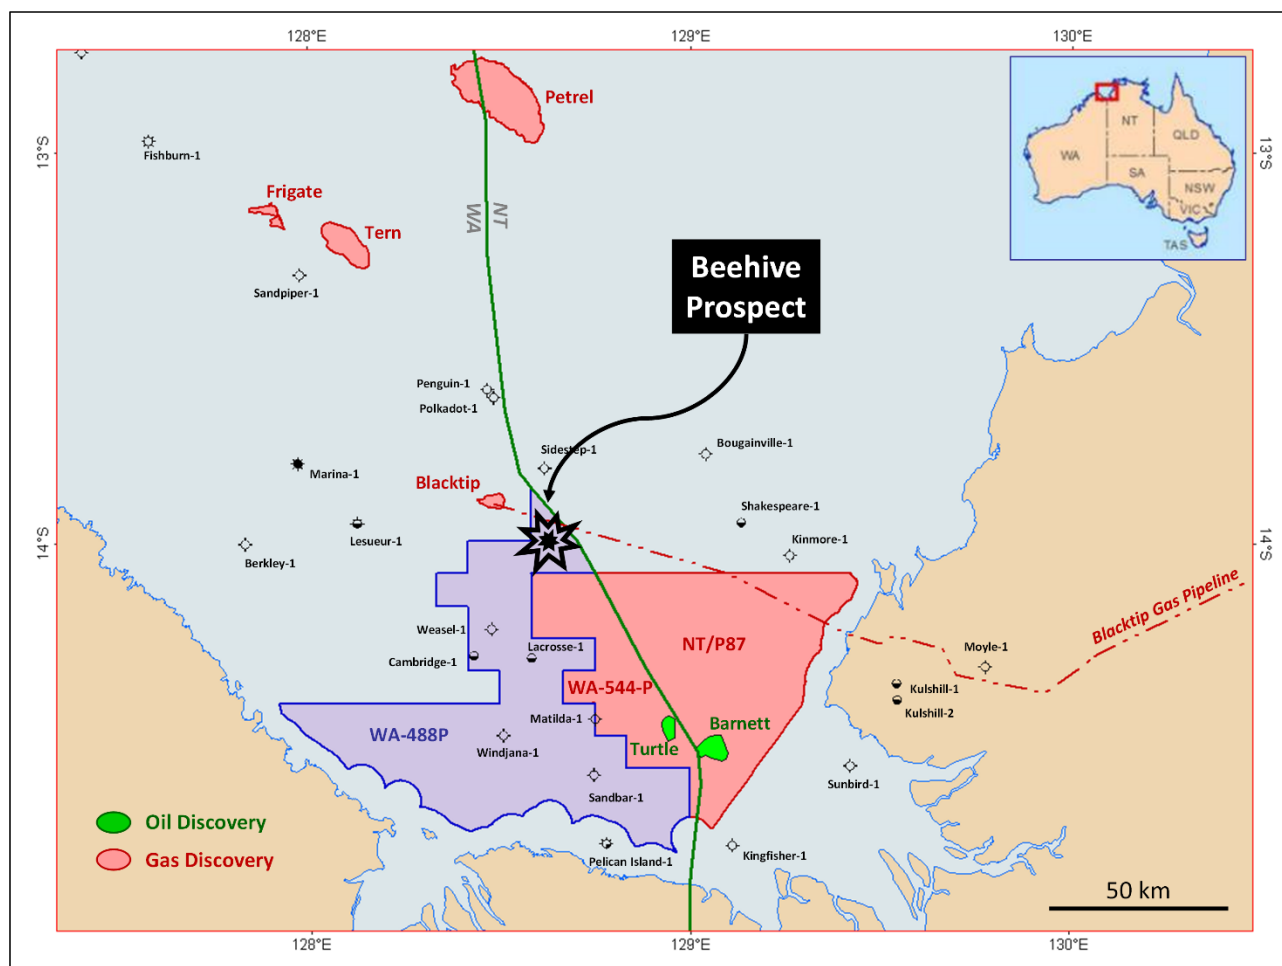 128°E
129°E
130°E
13°S
13°S
14°S
14°S
Petrel
Fishburn-1
Frigate
Tern
NT
WA
Sandpiper-1
Beehive
Prospect
WA
NT
QLD
SA
NSW
VIC
TAS
Penguin-1
Polkadot-1
Sidestep-1
Bougainville-1
Marina-1
Blacktip
Lesueur-1
Shakespeare-1
Kinmore-1
Berkley-1
Blacktip Gas Pipeline
Weasel-1
Lacrosse-1
Cambridge-1
NT/P87
Moyle-1
WA-544-P
Kulshill-1
Kulshill-2
Matilda-1
WA-488P
Windjana-1
Turtle
Barnett
Sandbar-1
Sunbird-1
Oil Discovery
Gas Discovery
Pelican Island-1
Kingfisher-1
50 km
128°E
129°E
130°E